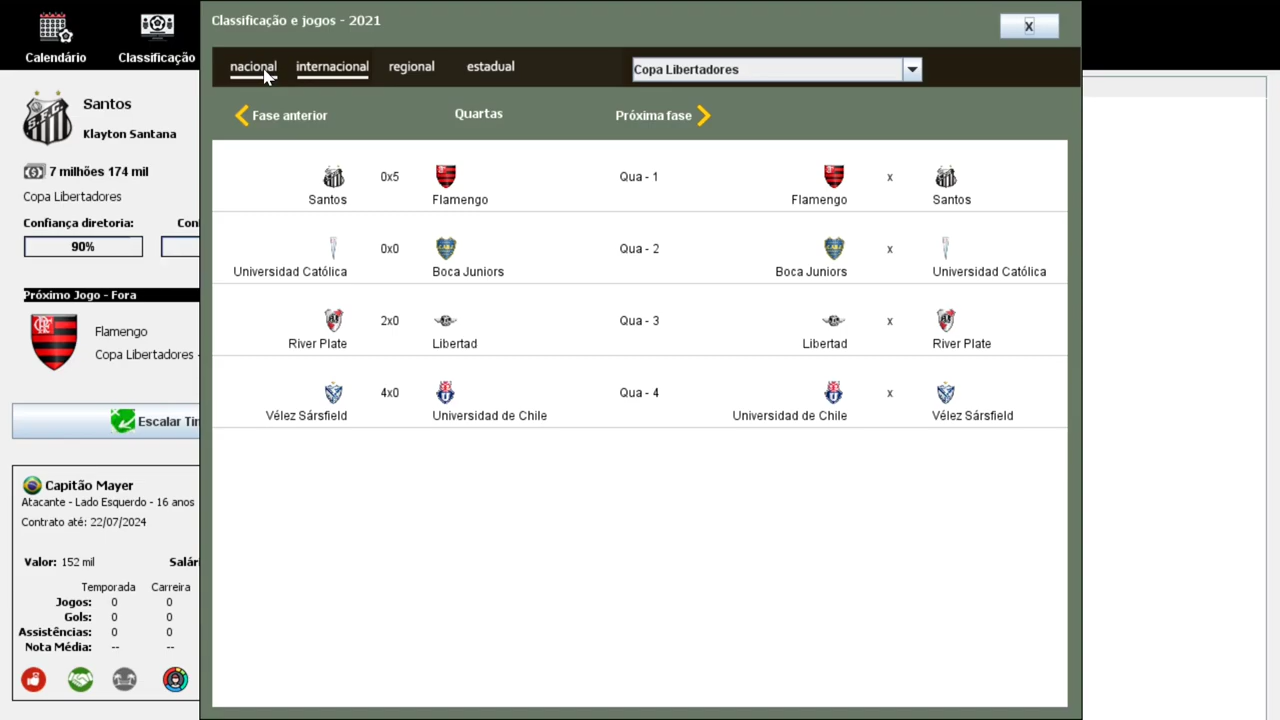 Calendário
Classificação
Santos
Klayton Santana
7 milhões 174 mil
Copa Libertadores
Confiança diretoria:
90%
Próximo Jogo - Fora
Flamengo
Copa Libertadores -
Escalar
Capitão Mayer
Atacante - Lado Esquerdo - 16 anos
Contrato até: 22/07/2024
Valor: 152 mil
Temporada Carreira
Jogos: 0 0
Gols: 0 0
Assistências: 0 0
Nota Média: -- --
Classificação e jogos - 2021
X
nacional internacional regional estadual
Copa Libertadores
Fase anterior Quartas Próxima fase
0x5 Qua - 1 x
Santos Flamengo Flamengo Santos
0x0 Qua - 2 x
Universidad Católica Boca Juniors Boca Juniors Universidad Católica
2x0 Qua - 3 x
River Plate Libertad Libertad River Plate
4x0 Qua - 4 x
Vélez Sársfield Universidad de Chile Universidad de Chile Vélez Sársfield